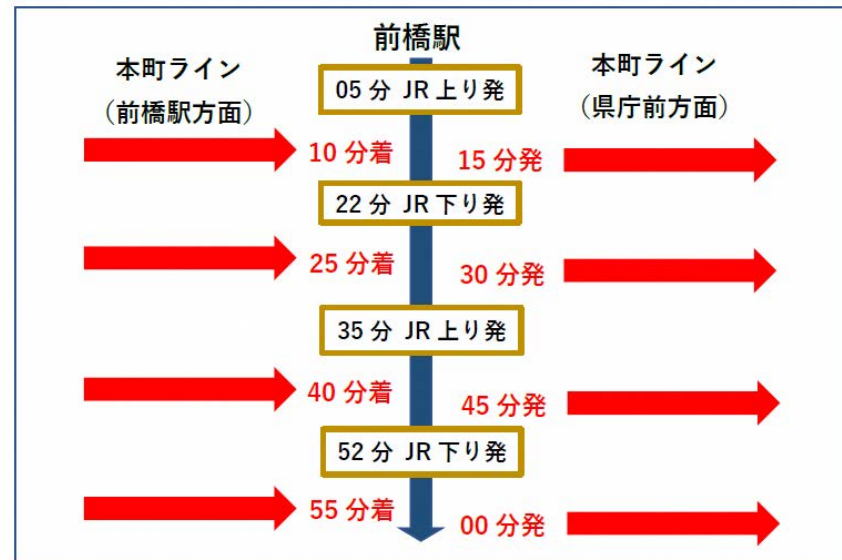 前橋駅
本町ライン
（前橋駅方面）
本町ライン
（県庁前方面）
05分 JR上り発
10分着
15分発
22分 JR下り発
25分着
30分発
35分 JR上り発
40分着
45分発
52分 JR下り発
55分着
00分発